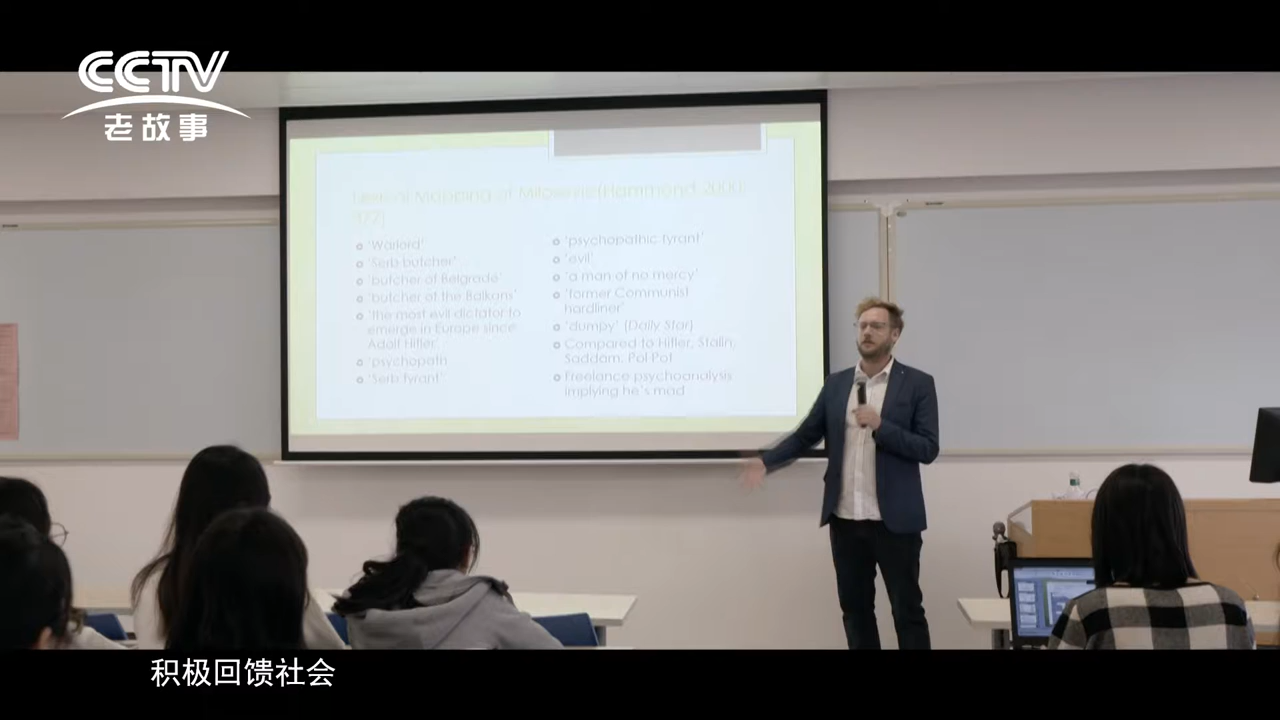 CCTV
老故事
Lexical Mapping of Milosevic (Hammond 2000:
'Warlord'
'Serb butcher'
'butcher of Belgrade'
'butcher of the Balkans'
'the most evil dictator to
emerge in Europe since
Adolf Hitler'
'psychopath
'Serb tyrant'
'psychopathic tyrant'
'evil'
'a man of no mercy'
'former Communist
hardliner'
'dumpy' (Daily Star)
Compared to Hitler, Stalin,
Saddam, Pol Pot
Freelance psychoanalysis
implying he's mad
积极回馈社会